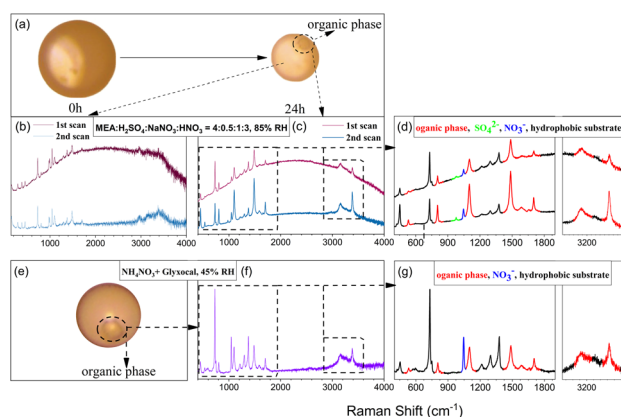 (a)
organic phase
0h
24h
(b)
1st scan
2nd scan
MEA:H₂SO₄:NaNO₃:HNO₃ = 4:0.5:1:3, 85% RH
(c)
1st scan
2nd scan
(d)
oganic phase, SO₄²⁻, NO₃⁻, hydrophobic substrate
1000 2000 3000 4000
1000 2000 3000 4000
600 900 1200 1500 1800
3200
(e)
NH₄NO₃+ Glyxocal, 45% RH
(f)
(g)
oganic phase, NO₃⁻, hydrophobic substrate
organic phase
1000 2000 3000 4000
600 900 1200 1500 1800
3200
Raman Shift (cm⁻¹)